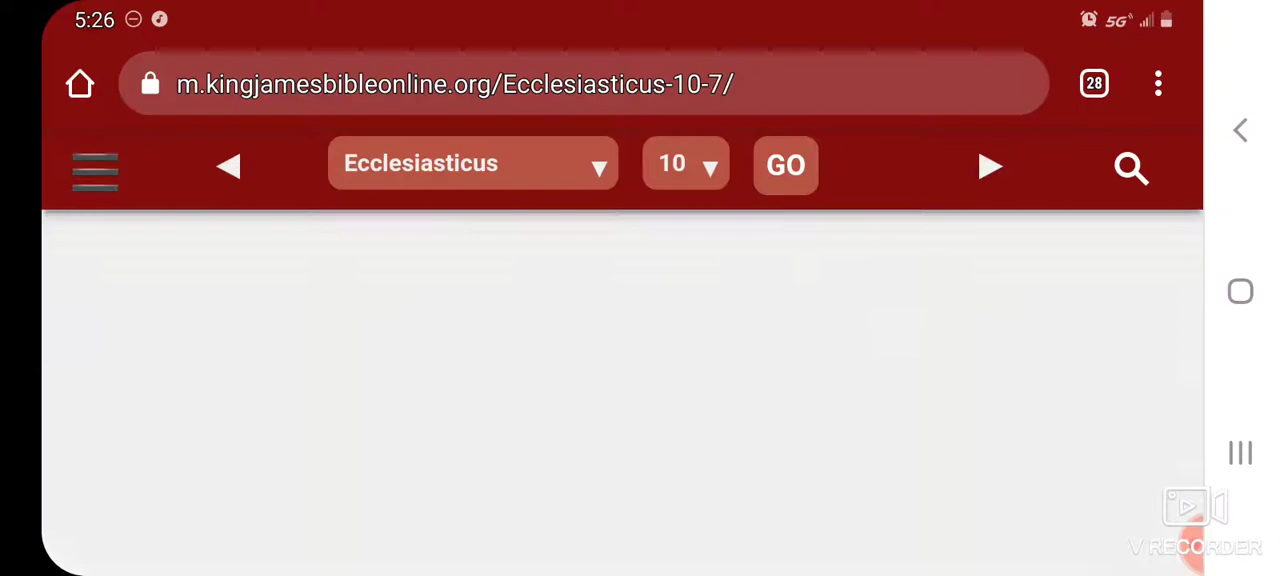 5:26 5G
m.kingjamesbibleonline.org/Ecclesiasticus-10-7/ 28
Ecclesiasticus 10 GO
V RECORDER